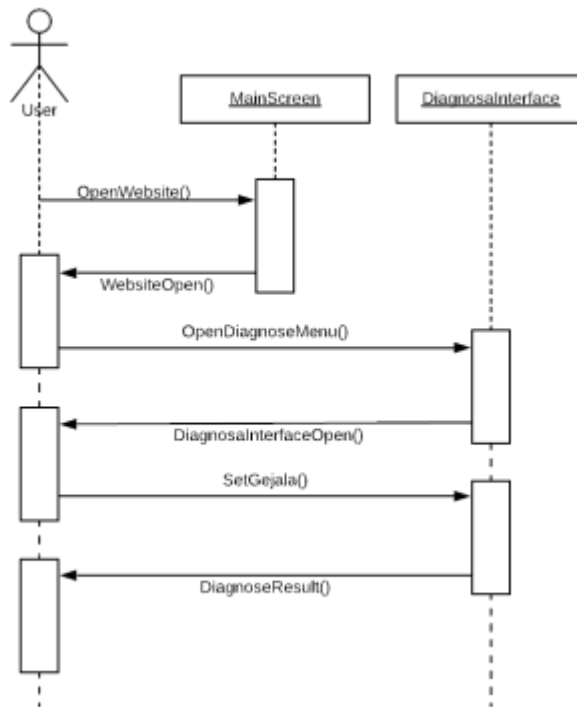 User
MainScreen
DiagnosaInterface
OpenWebsite()
WebsiteOpen()
OpenDiagnoseMenu()
DiagnosaInterfaceOpen()
SetGejala()
DiagnoseResult()